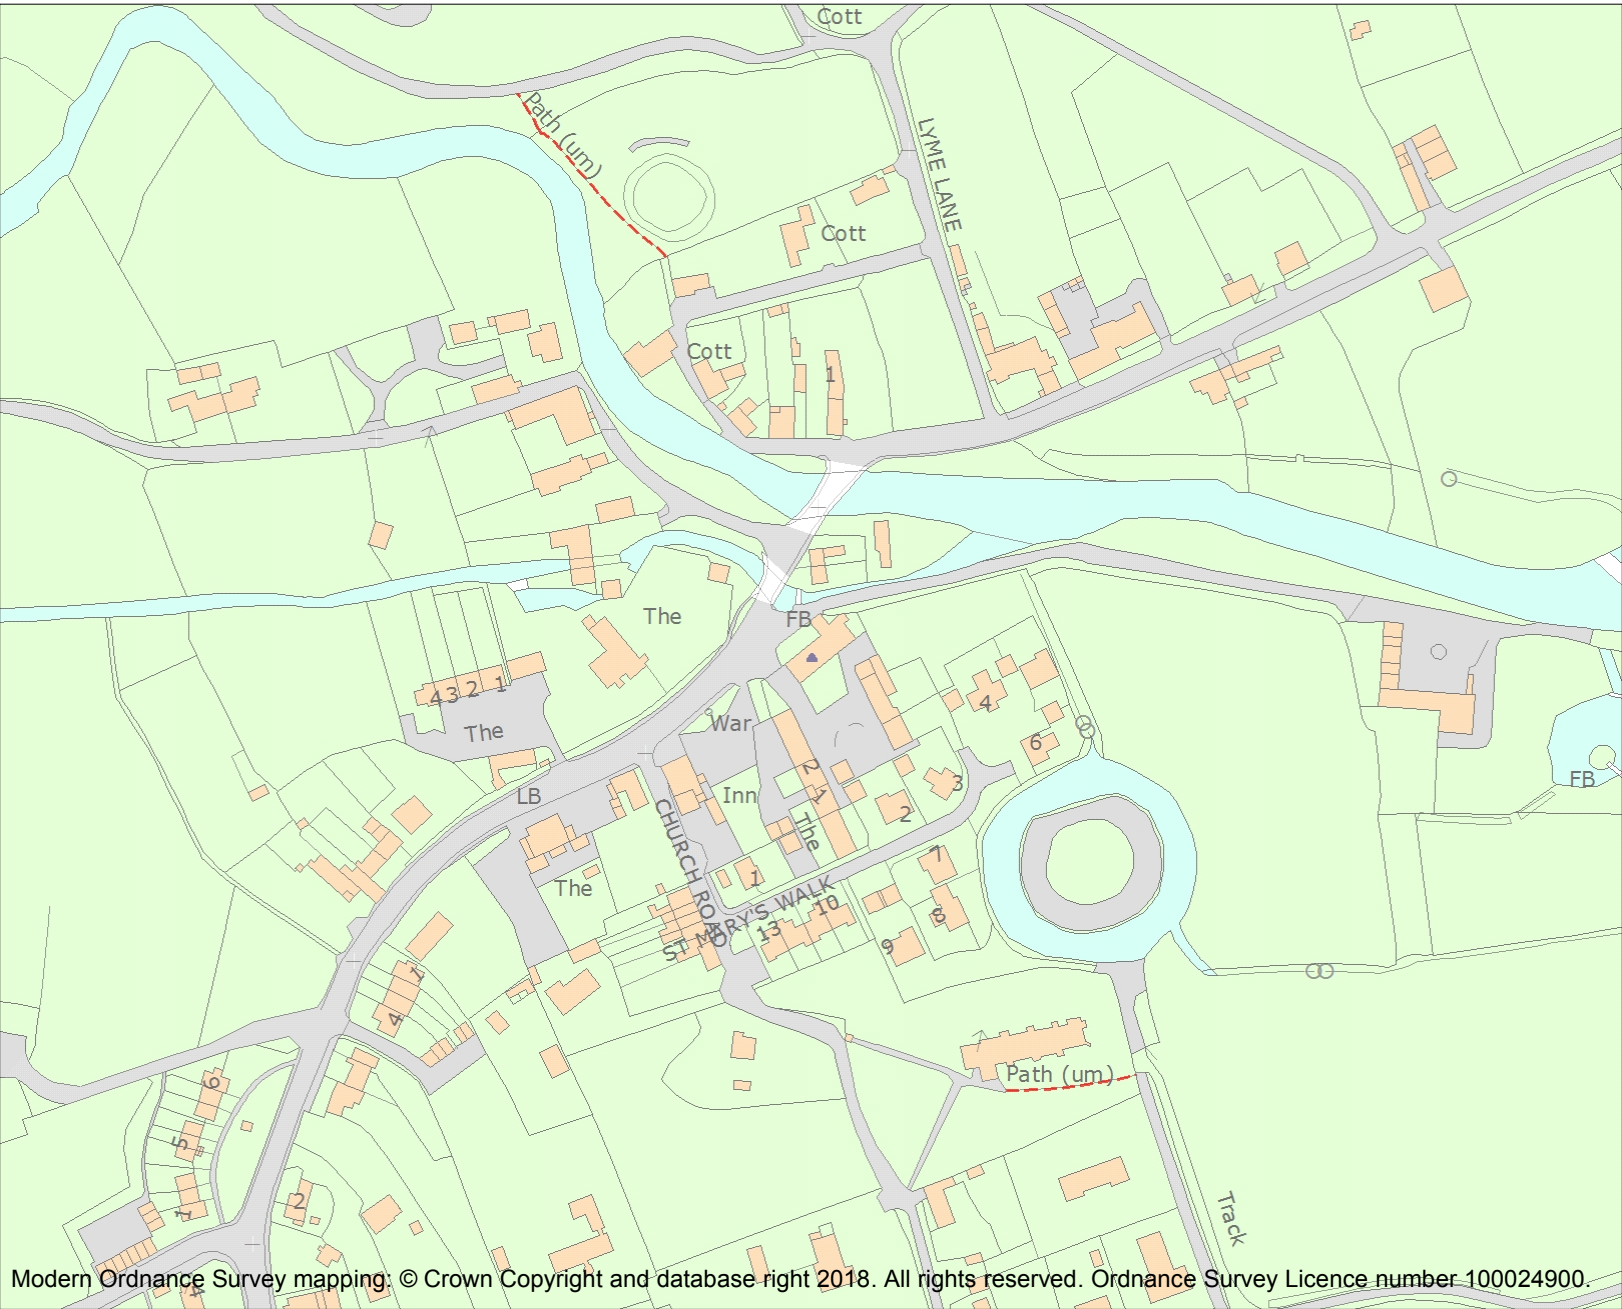 Cott
Path (um)
LYME LANE
Cott
Cott
1
The
FB
4 3 2 1
The
War
4
6
2
1
3
Inn
LB
CHURCH ROAD
The
2
FB
7
The
1
ST MARY'S WALK
10
13
8
9
1
4
Path (um)
6
5
1
2
Track
4
Modern Ordnance Survey mapping: © Crown Copyright and database right 2018. All rights reserved. Ordnance Survey Licence number 100024900.